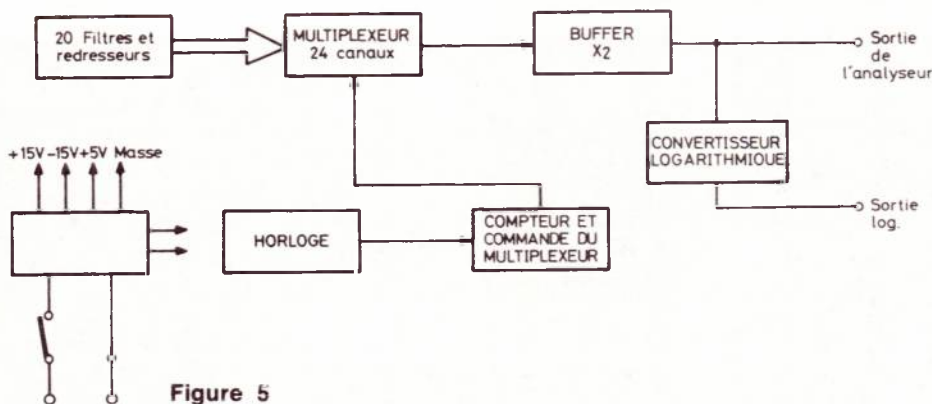 20 Filtres et
redresseurs
MULTIPLEXEUR
24 canaux
BUFFER
X2
Sortie
de
l'analyseur
CONVERTISSEUR
LOGARITHMIQUE
Sortie
log.
+15V -15V +5V Masse
HORLOGE
COMPTEUR ET
COMMANDE DU
MULTIPLEXEUR
Figure 5